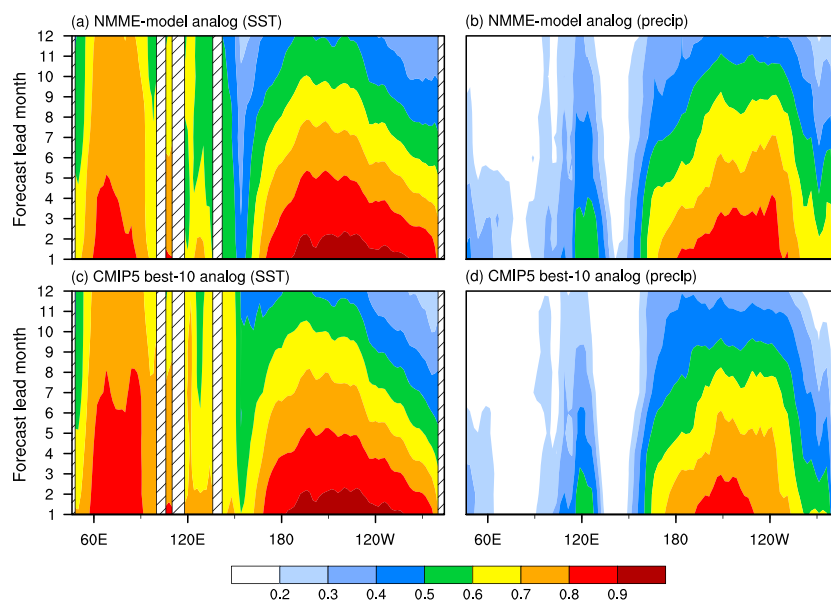 (a) NMME-model analog (SST)
(b) NMME-model analog (precip)
12
11
10
9
8
7
6
5
4
3
2
1
Forecast lead month
(c) CMIP5 best-10 analog (SST)
(d) CMIP5 best-10 analog (precip)
12
11
10
9
8
7
6
5
4
3
2
1
Forecast lead month
60E 120E 180 120W
60E 120E 180 120W
0.2 0.3 0.4 0.5 0.6 0.7 0.8 0.9